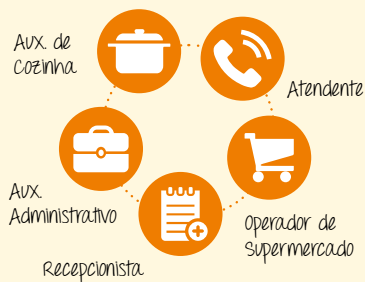 Aux. de
Cozinha
Atendente
Aux.
Administrativo
Operador de
Supermercado
Recepcionista